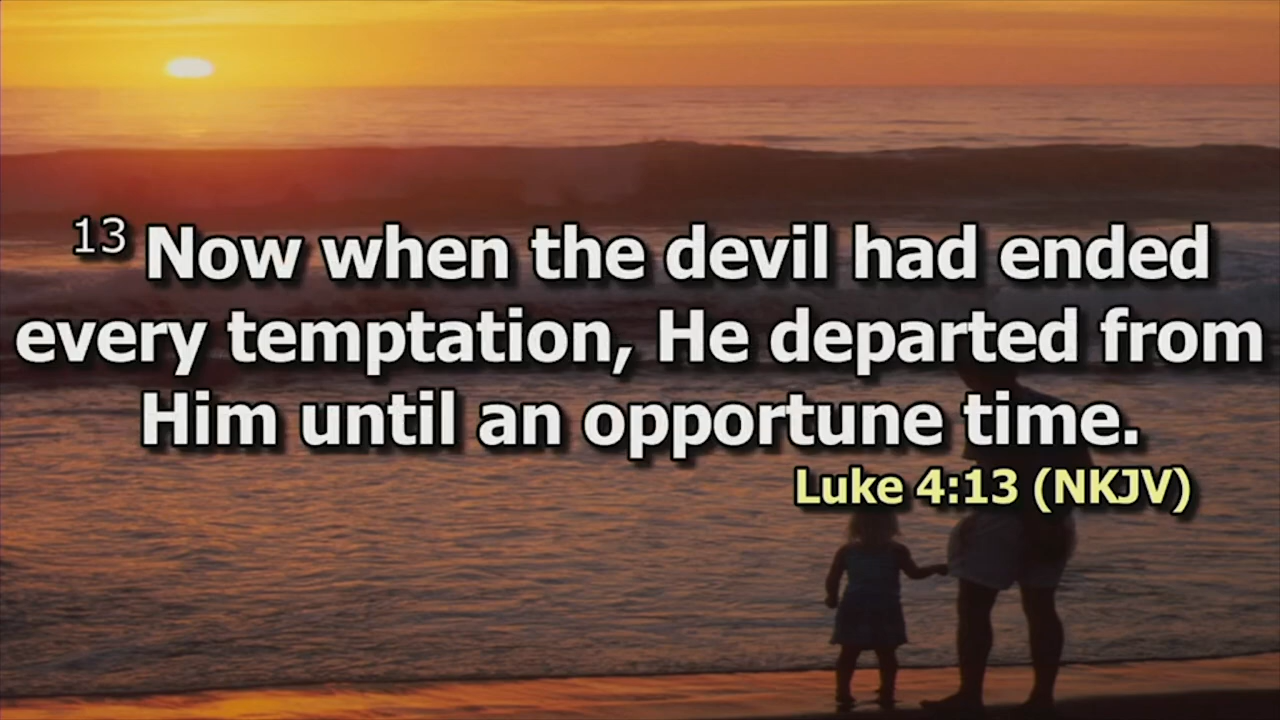 13 Now when the devil had ended
every temptation, He departed from
Him until an opportune time.
Luke 4:13 (NKJV)